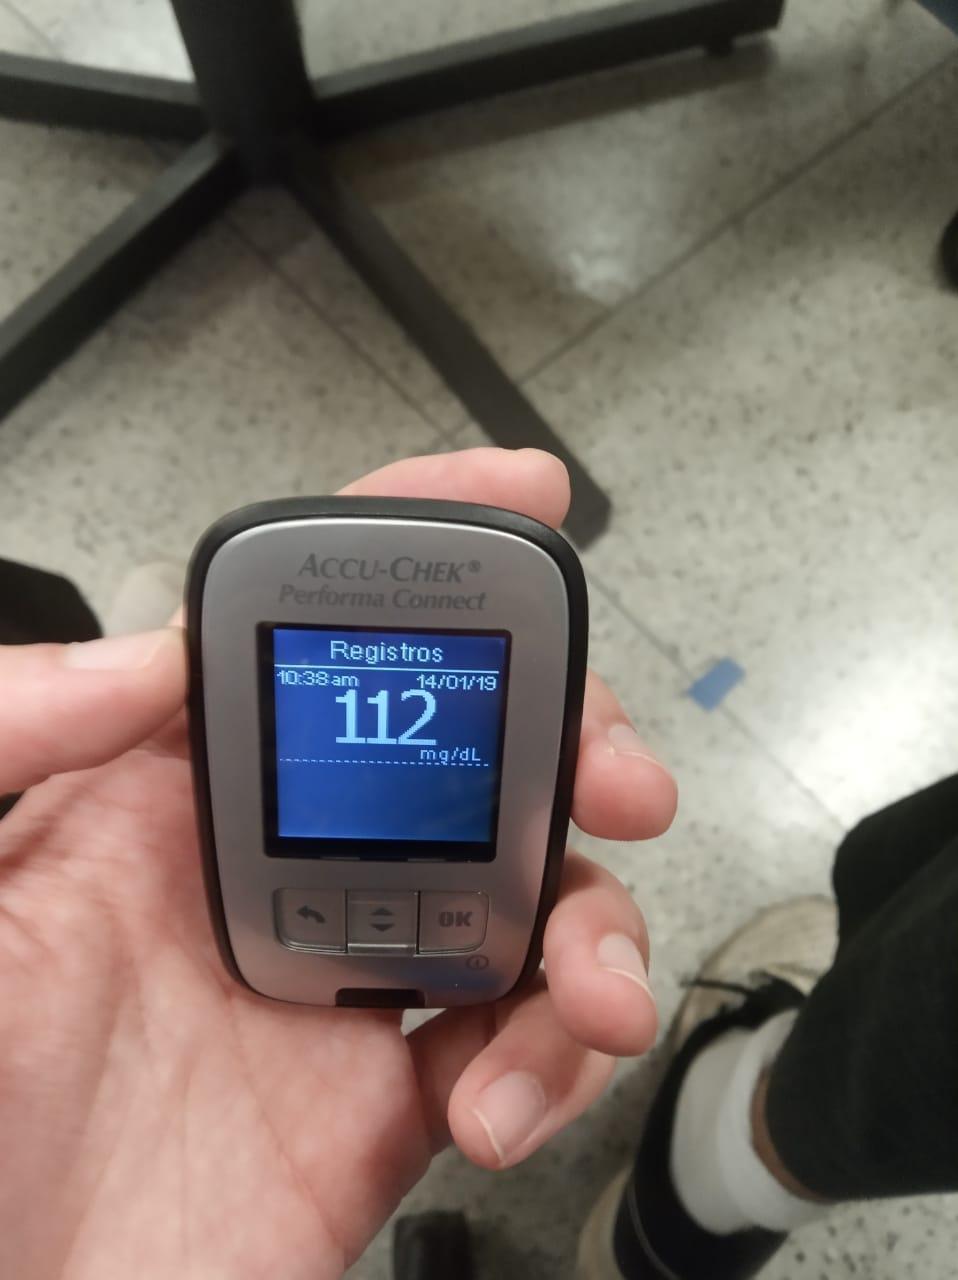 ACCU-CHEK®
Performa Connect
Registros
10:38 am 14/01/19
112
mg/dL
OK